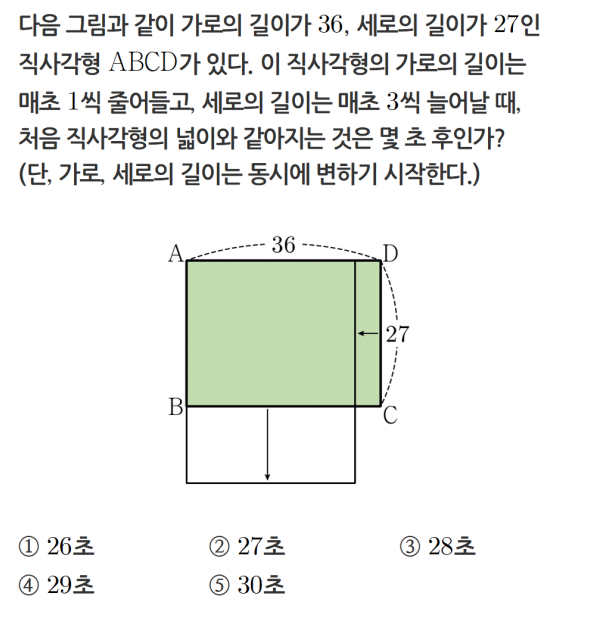 다음 그림과 같이 가로의 길이가 36, 세로의 길이가 27인
직사각형 ABCD가 있다. 이 직사각형의 가로의 길이는
매초 1씩 줄어들고, 세로의 길이는 매초 3씩 늘어날 때,
처음 직사각형의 넓이와 같아지는 것은 몇 초 후인가?
(단, 가로, 세로의 길이는 동시에 변하기 시작한다.)
A 36 D
27
B C
① 26초 ② 27초 ③ 28초
④ 29초 ⑤ 30초